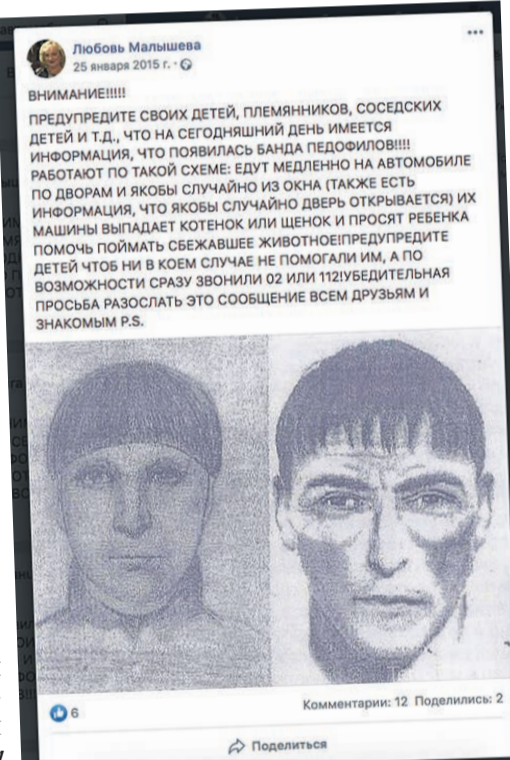 Любовь Малышева
25 января 2015 г.
ВНИМАНИЕ!!!!!
ПРЕДУПРЕДИТЕ СВОИХ ДЕТЕЙ, ПЛЕМЯННИКОВ, СОСЕДСКИХ
ДЕТЕЙ И Т.Д., ЧТО НА СЕГОДНЯШНИЙ ДЕНЬ ИМЕЕТСЯ
ИНФОРМАЦИЯ, ЧТО ПОЯВИЛАСЬ БАНДА ПЕДОФИЛОВ!!!!
РАБОТАЮТ ПО ТАКОЙ СХЕМЕ: ЕДУТ МЕДЛЕННО НА АВТОМОБИЛЕ
ПО ДВОРАМ И ЯКОБЫ СЛУЧАЙНО ИЗ ОКНА (ТАКЖЕ ЕСТЬ
ИНФОРМАЦИЯ, ЧТО ЯКОБЫ СЛУЧАЙНО ДВЕРЬ ОТКРЫВАЕТСЯ) ИХ
МАШИНЫ ВЫПАДАЕТ КОТЕНОК ИЛИ ЩЕНОК И ПРОСЯТ РЕБЕНКА
ПОМОЧЬ ПОЙМАТЬ СБЕЖАВШЕЕ ЖИВОТНОЕ!ПРЕДУПРЕДИТЕ
ДЕТЕЙ ЧТОБ НИ В КОЕМ СЛУЧАЕ НЕ ПОМОГАЛИ ИМ, А ПО
ВОЗМОЖНОСТИ СРАЗУ ЗВОНИЛИ 02 ИЛИ 112!УБЕДИТЕЛЬНАЯ
ПРОСЬБА РАЗОСЛАТЬ ЭТО СООБЩЕНИЕ ВСЕМ ДРУЗЬЯМ И
ЗНАКОМЫМ P.S.
6
Комментарии: 12 Поделились: 2
Поделиться